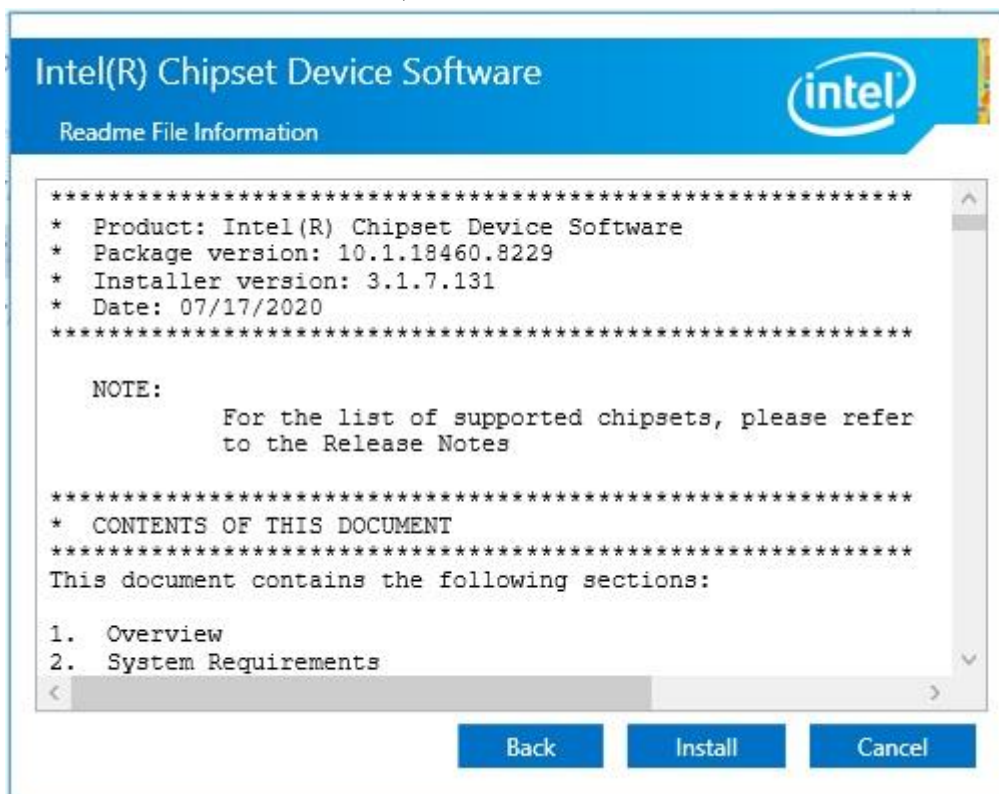 Intel(R) Chipset Device Software
intel
Readme File Information
****************************************************************
*  Product: Intel(R) Chipset Device Software
*  Package version: 10.1.18460.8229
*  Installer version: 3.1.7.131
*  Date: 07/17/2020
****************************************************************
NOTE:
For the list of supported chipsets, please refer
to the Release Notes
****************************************************************
*  CONTENTS OF THIS DOCUMENT
****************************************************************
This document contains the following sections:
1.  Overview
2.  System Requirements
Back Install Cancel